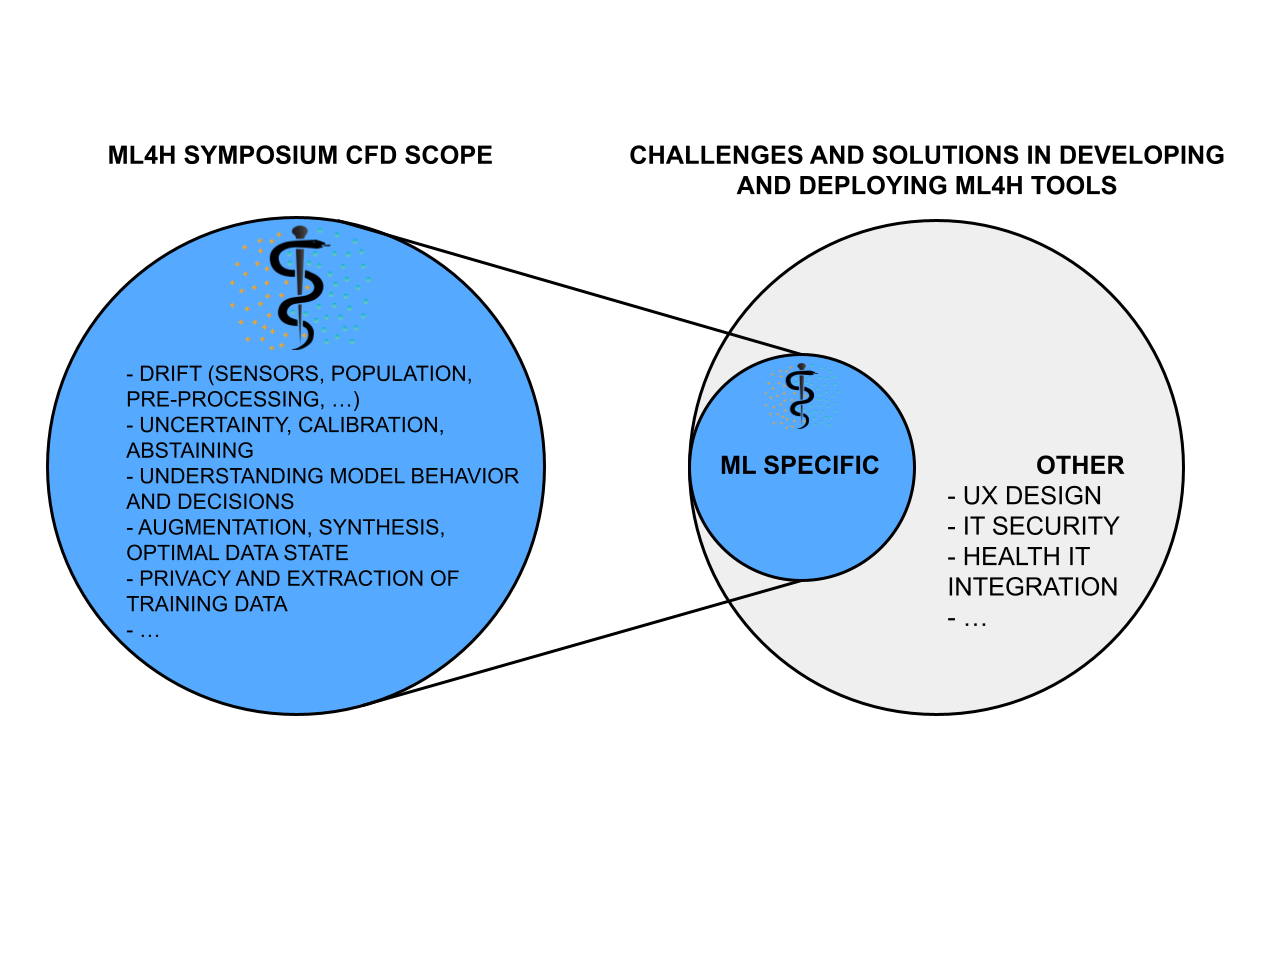 ML4H SYMPOSIUM CFD SCOPE
- DRIFT (SENSORS, POPULATION,
PRE-PROCESSING, …)
- UNCERTAINTY, CALIBRATION,
ABSTAINING
- UNDERSTANDING MODEL BEHAVIOR
AND DECISIONS
- AUGMENTATION, SYNTHESIS,
OPTIMAL DATA STATE
- PRIVACY AND EXTRACTION OF
TRAINING DATA
- …
CHALLENGES AND SOLUTIONS IN DEVELOPING
AND DEPLOYING ML4H TOOLS
ML SPECIFIC
OTHER
- UX DESIGN
- IT SECURITY
- HEALTH IT
INTEGRATION
- …